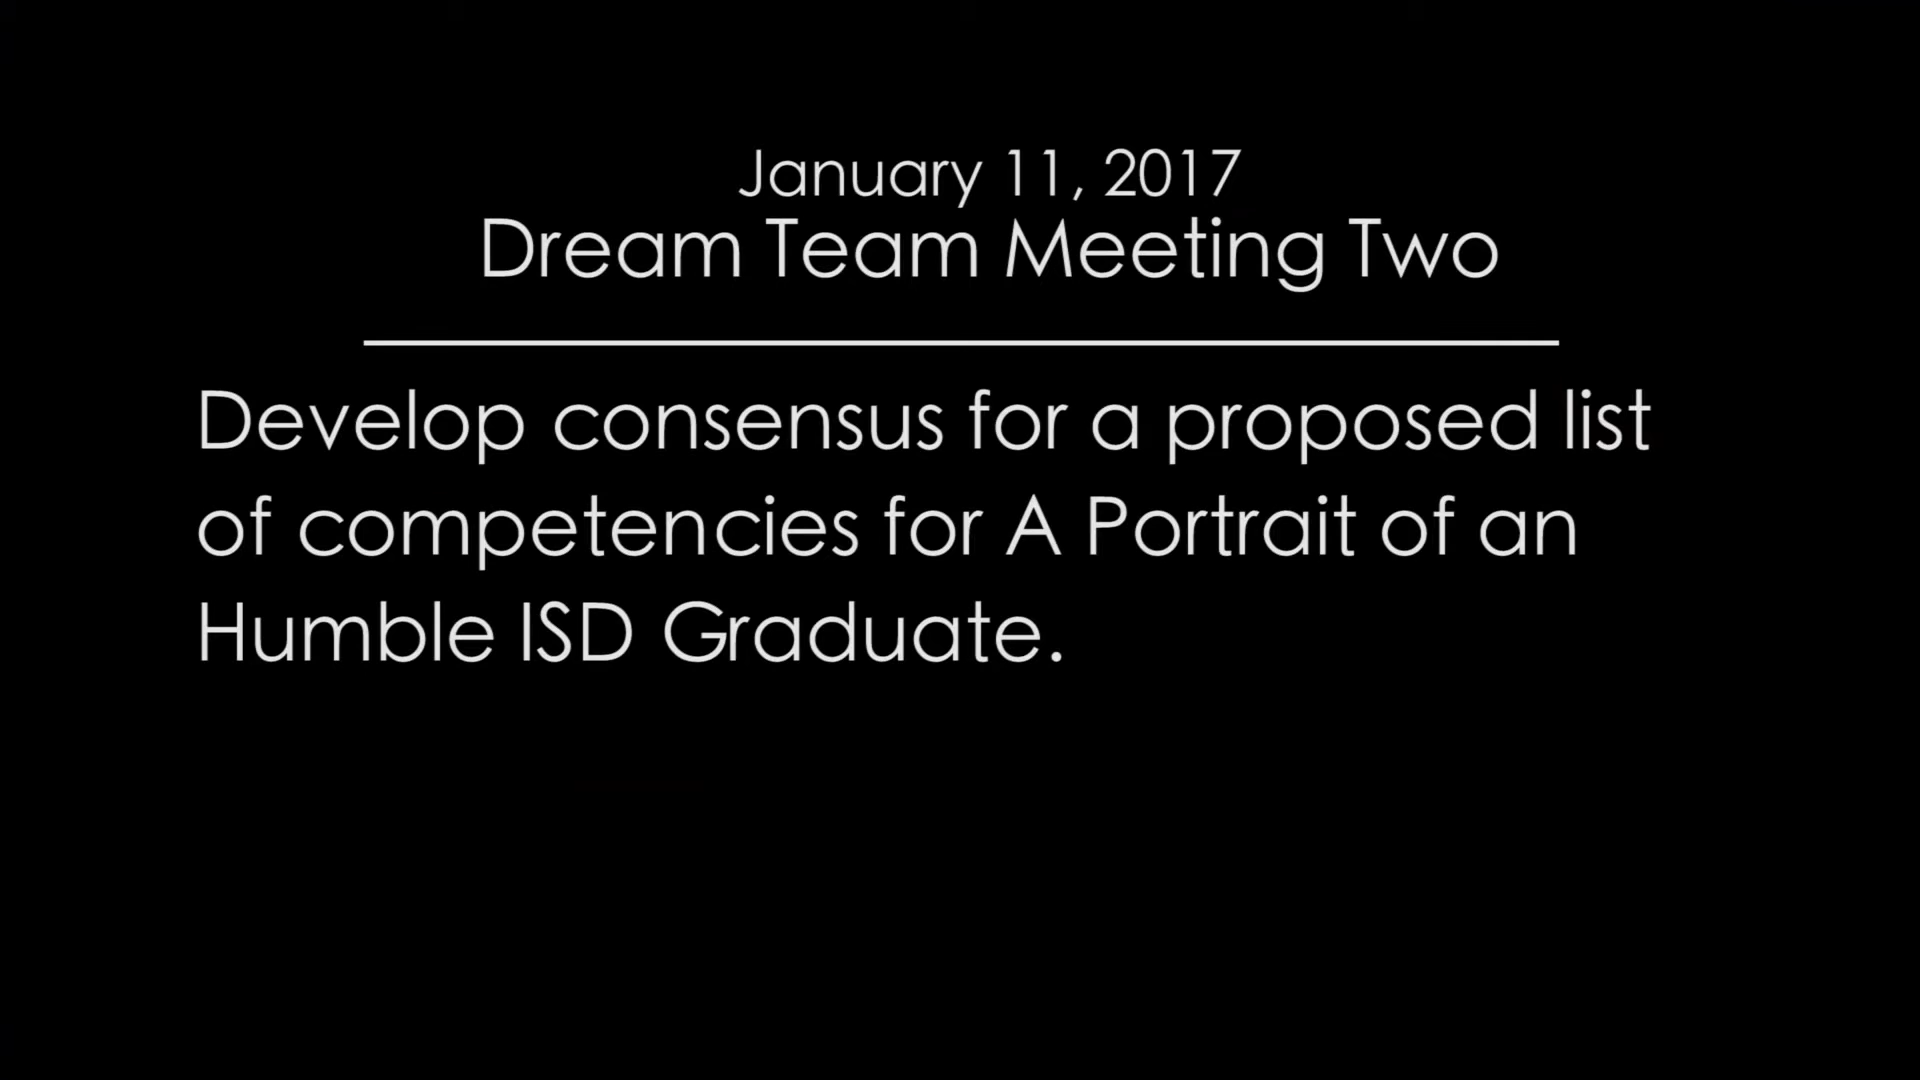 January 11, 2017
Dream Team Meeting Two
Develop consensus for a proposed list
of competencies for A Portrait of an
Humble ISD Graduate.